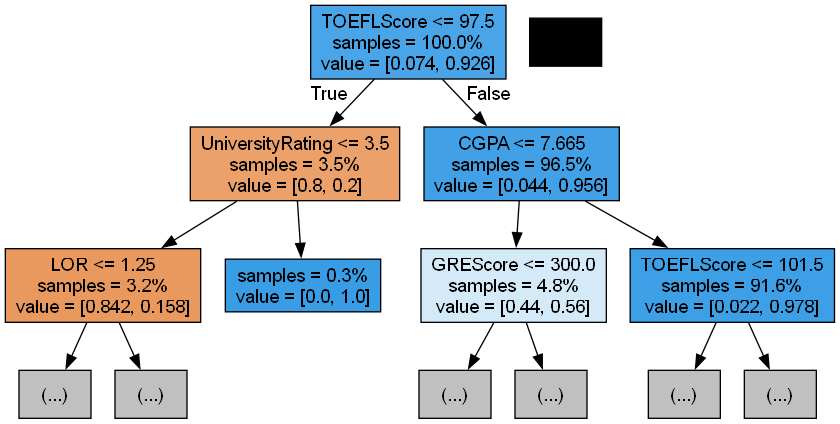 TOEFLScore <= 97.5
samples = 100.0%
value = [0.074, 0.926]
True
False
UniversityRating <= 3.5
samples = 3.5%
value = [0.8, 0.2]
CGPA <= 7.665
samples = 96.5%
value = [0.044, 0.956]
LOR <= 1.25
samples = 3.2%
value = [0.842, 0.158]
samples = 0.3%
value = [0.0, 1.0]
GREScore <= 300.0
samples = 4.8%
value = [0.44, 0.56]
TOEFLScore <= 101.5
samples = 91.6%
value = [0.022, 0.978]
(...)
(...)
(...)
(...)
(...)
(...)